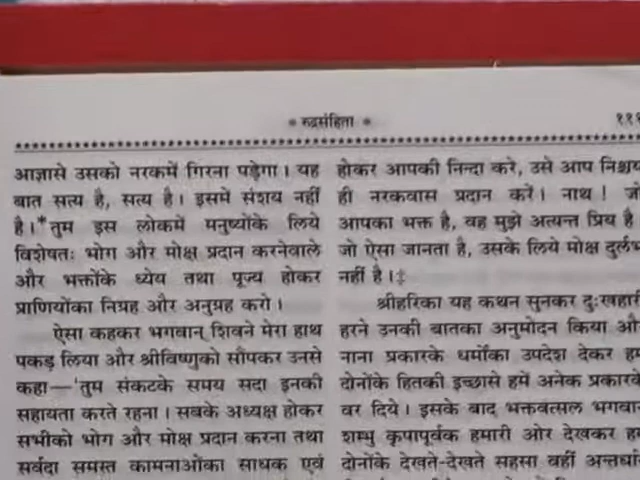 * रुद्रसंहिता *
आज्ञासे उसको नरकमें गिरना पड़ेगा। यह
बात सत्य है, सत्य है। इसमें संशय नहीं
है।* तुम इस लोकमें मनुष्योंके लिये
विशेषतः भोग और मोक्ष प्रदान करनेवाले
और भक्तोंके ध्येय तथा पूज्य होकर
प्राणियोंका निग्रह और अनुग्रह करो।
ऐसा कहकर भगवान् शिवने मेरा हाथ
पकड़ लिया और श्रीविष्णुको सौंपकर उनसे
कहा—'तुम संकटके समय सदा इनकी
सहायता करते रहना। सबके अध्यक्ष होकर
सभीको भोग और मोक्ष प्रदान करना तथा
सर्वदा समस्त कामनाओंका साधक एवं
होकर आपकी निन्दा करे, उसे आप निश्चय
ही नरकवास प्रदान करें। नाथ! जो
आपका भक्त है, वह मुझे अत्यन्त प्रिय है
जो ऐसा जानता है, उसके लिये मोक्ष दुर्लभ
नहीं है।‡
श्रीहरिका यह कथन सुनकर दुःखहारी
हरने उनकी बातका अनुमोदन किया और
नाना प्रकारके धर्मोंका उपदेश देकर हम
दोनोंके हितकी इच्छासे हमें अनेक प्रकारके
वर दिये। इसके बाद भक्तवत्सल भगवान्
शम्भु कृपापूर्वक हमारी ओर देखकर हम
दोनोंके देखते-देखते सहसा वहीं अन्तर्धान